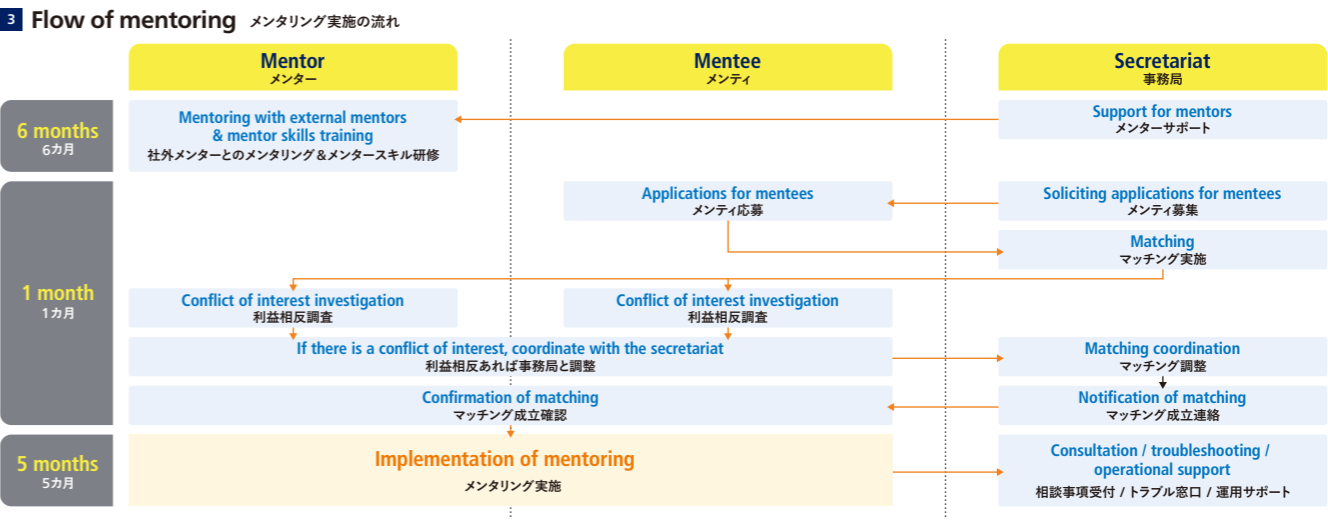 3 Flow of mentoring メンタリング実施の流れ
Mentor
メンター
Mentee
メンティ
Secretariat
事務局
6 months
6カ月
Mentoring with external mentors
& mentor skills training
社外メンターとのメンタリング＆メンタースキル研修
Support for mentors
メンターサポート
1 month
1カ月
Applications for mentees
メンティ応募
Soliciting applications for mentees
メンティ募集
Matching
マッチング実施
Conflict of interest investigation
利益相反調査
Conflict of interest investigation
利益相反調査
If there is a conflict of interest, coordinate with the secretariat
利益相反あれば事務局と調整
Matching coordination
マッチング調整
Confirmation of matching
マッチング成立確認
Notification of matching
マッチング成立連絡
5 months
5カ月
Implementation of mentoring
メンタリング実施
Consultation / troubleshooting /
operational support
相談事項受付 / トラブル窓口 / 運用サポート